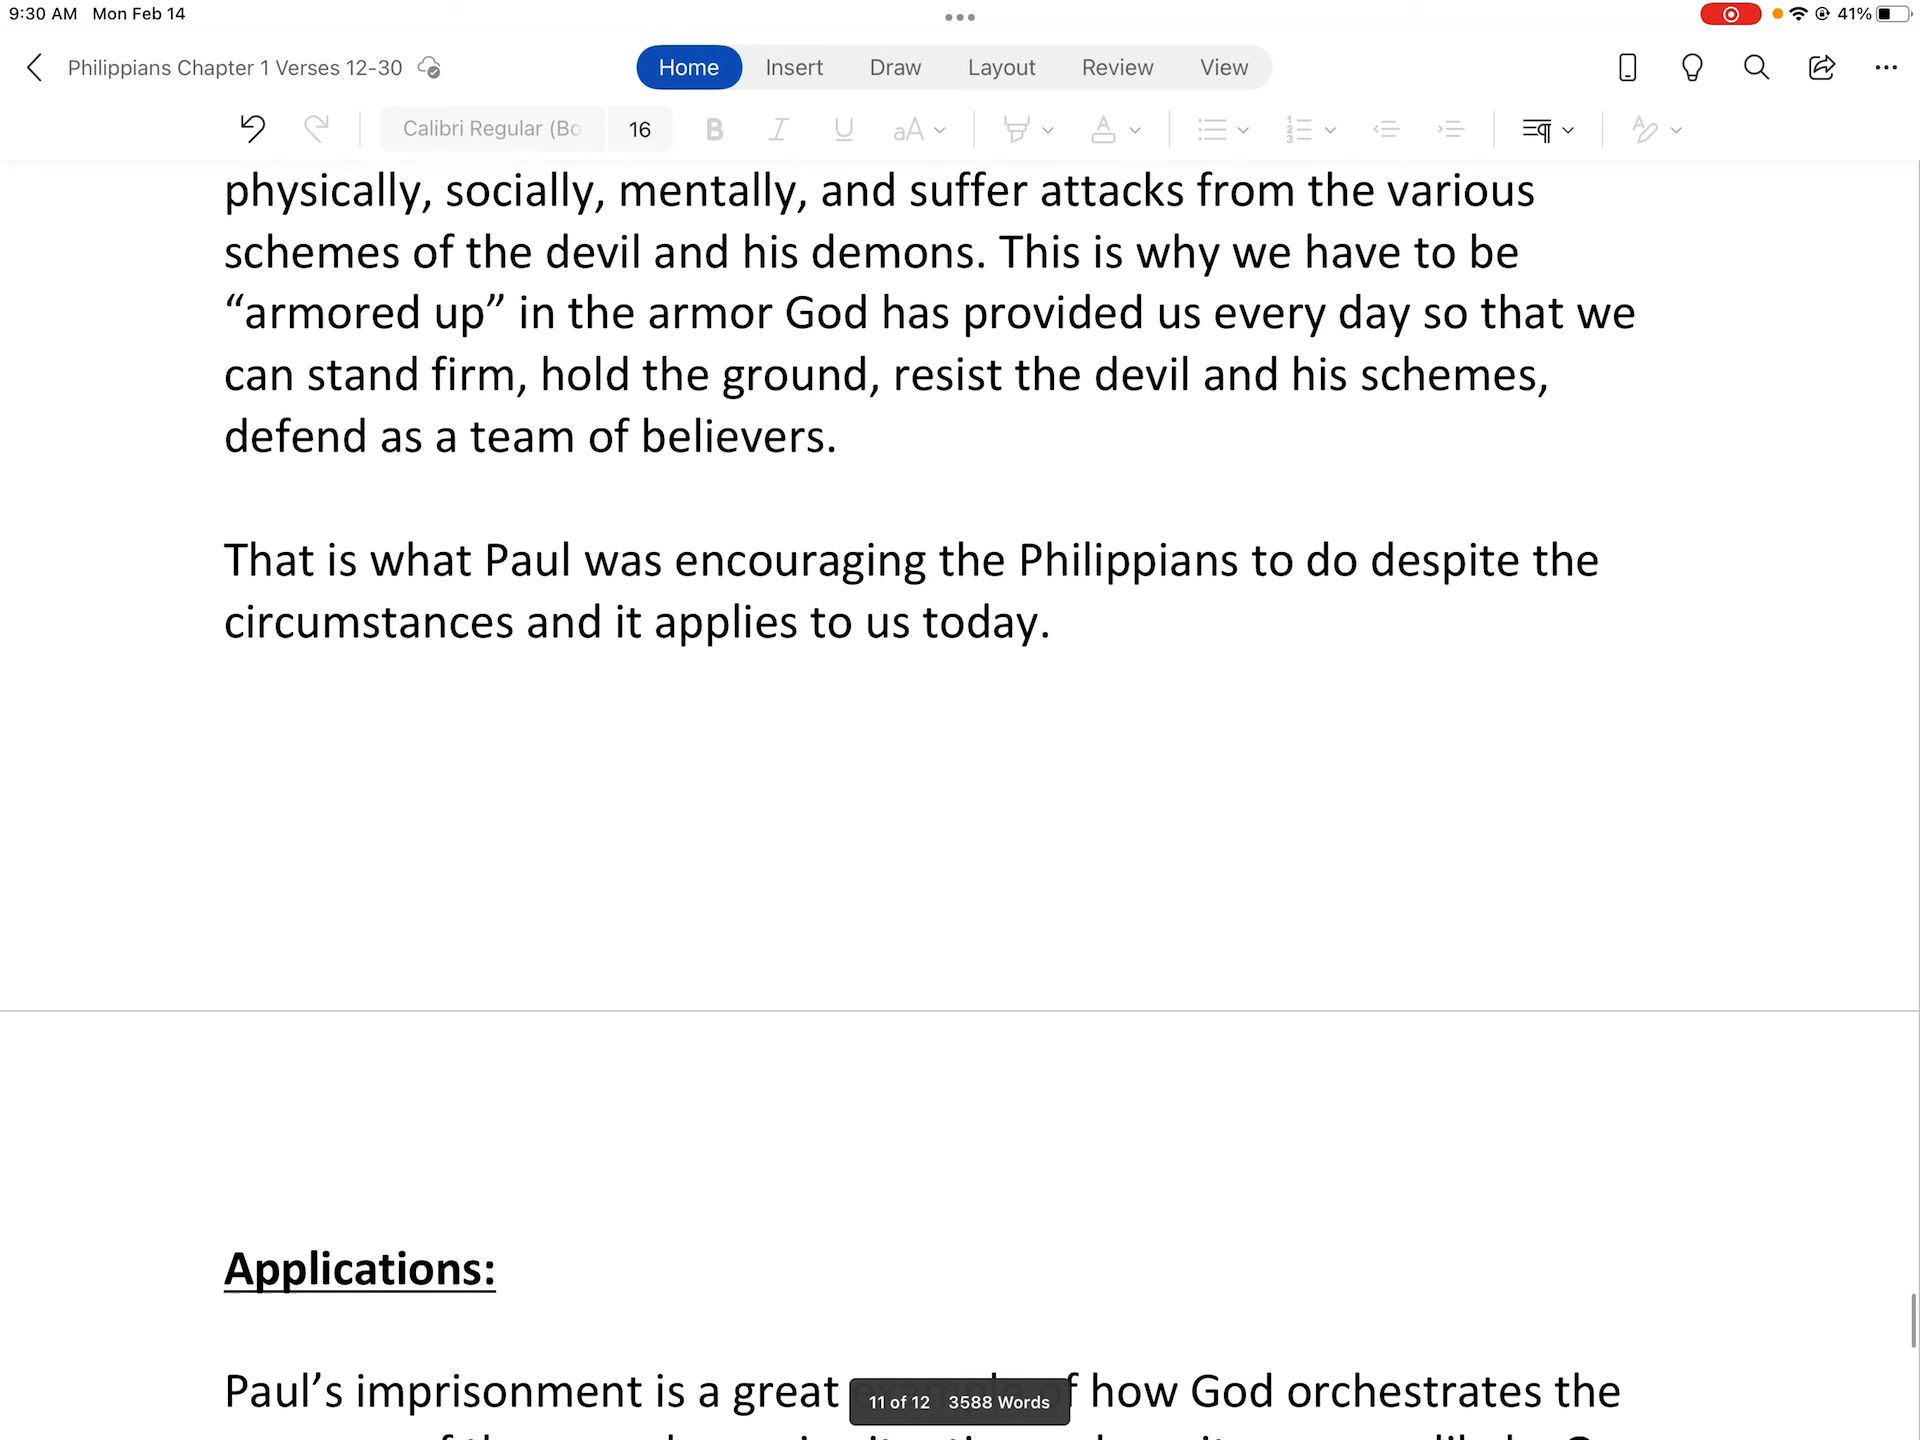 9:30 AM Mon Feb 14
41%
Philippians Chapter 1 Verses 12-30
Home Insert Draw Layout Review View
Calibri Regular (Bo 16 B I U aA A
physically, socially, mentally, and suffer attacks from the various
schemes of the devil and his demons. This is why we have to be
“armored up” in the armor God has provided us every day so that we
can stand firm, hold the ground, resist the devil and his schemes,
defend as a team of believers.
That is what Paul was encouraging the Philippians to do despite the
circumstances and it applies to us today.
Applications:
Paul’s imprisonment is a great example of how God orchestrates the
11 of 12 3588 Words